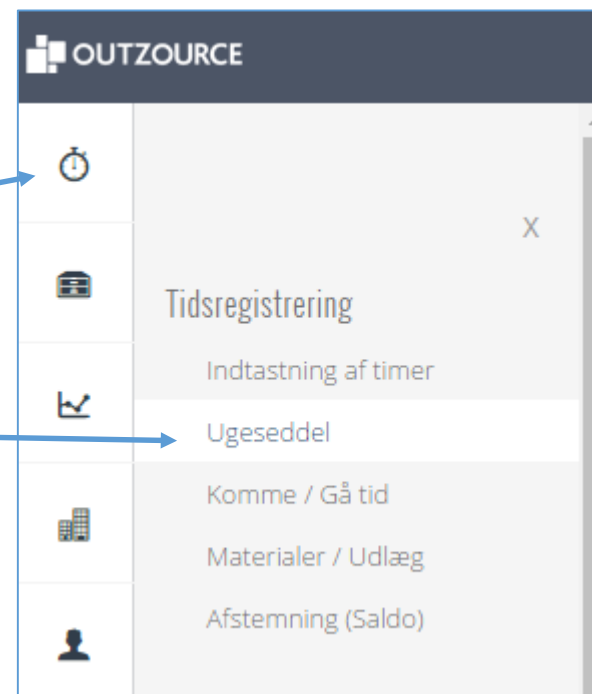 OUTZOURCE
X
Tidsregistrering
Indtastning af timer
Ugeseddel
Komme / Gå tid
Materialer / Udlæg
Afstemning (Saldo)